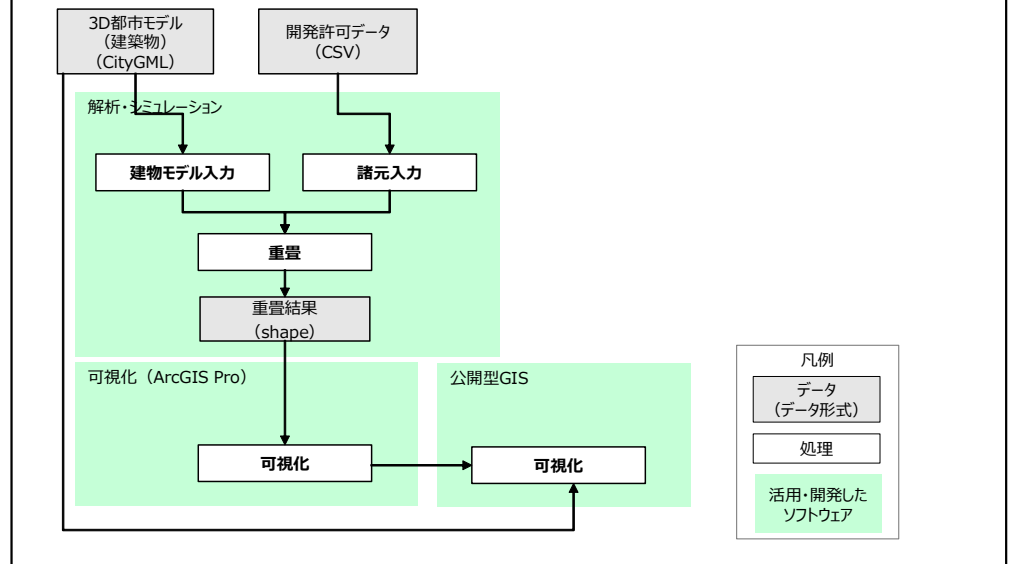 3D都市モデル
（建築物）
（CityGML）
開発許可データ
（CSV）
解析・シミュレーション
建物モデル入力
諸元入力
重畳
重畳結果
（shape）
可視化（ArcGIS Pro）
可視化
公開型GIS
可視化
凡例
データ
（データ形式）
処理
活用・開発した
ソフトウェア